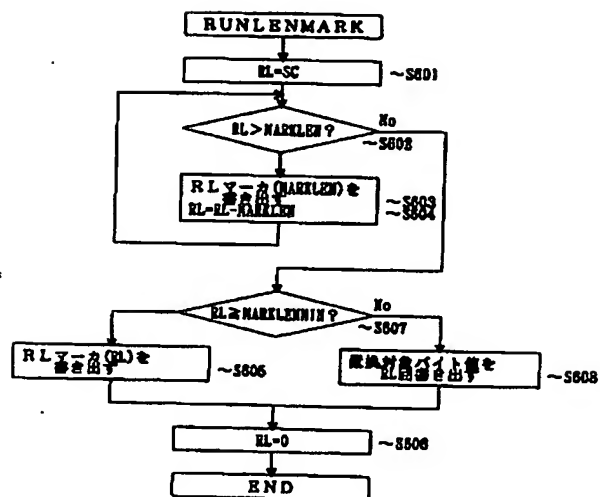 RUNLENMARK
RL=SC
~S601
RL>MARKLEN?
No
~S602
RLマーカ(MARKLEN)を
書き出す
~S603
RL=RL-MARKLEN
~S604
RL≧MARKLENMIN?
No
~S607
RLマーカ(RL)を
書き出す
~S605
置換対象バイト値を
RL回書き出す
~S608
RL=0
~S606
END